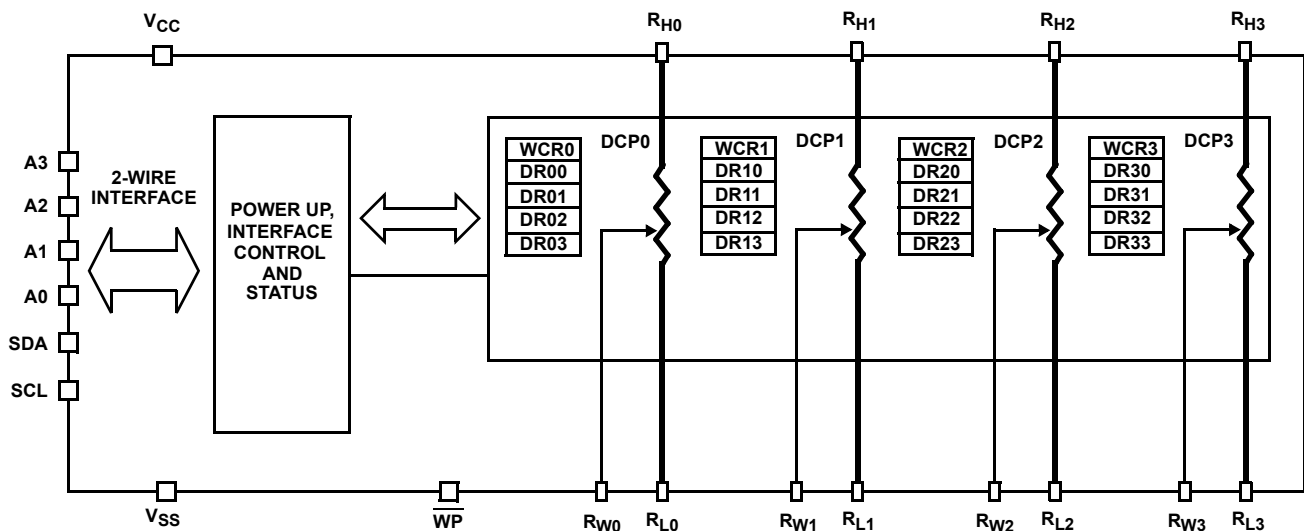 VCC
RH0
RH1
RH2
RH3
A3
A2
A1
A0
SDA
SCL
2-WIRE
INTERFACE
POWER UP,
INTERFACE
CONTROL
AND
STATUS
WCR0
DR00
DR01
DR02
DR03
DCP0
WCR1
DR10
DR11
DR12
DR13
DCP1
WCR2
DR20
DR21
DR22
DR23
DCP2
WCR3
DR30
DR31
DR32
DR33
DCP3
VSS
WP
RW0
RL0
RW1
RL1
RW2
RL2
RW3
RL3